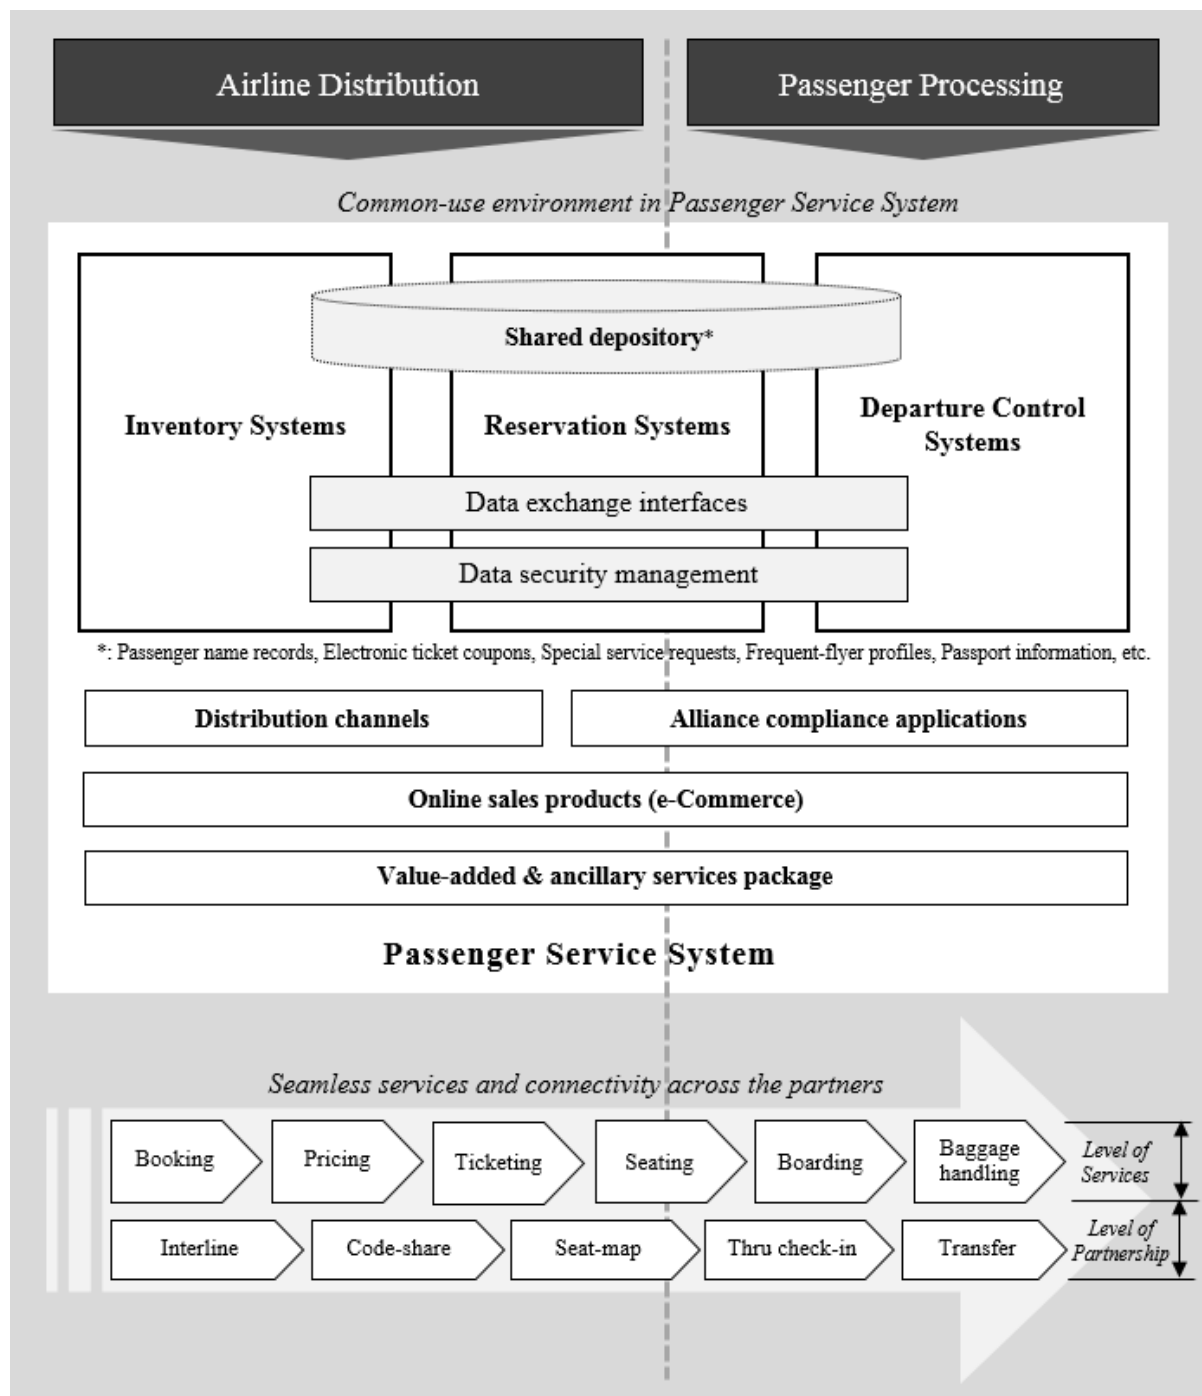 Airline Distribution
Passenger Processing
Common-use environment in Passenger Service System
Shared depository*
Inventory Systems
Reservation Systems
Departure Control
Systems
Data exchange interfaces
Data security management
*: Passenger name records, Electronic ticket coupons, Special service requests, Frequent-flyer profiles, Passport information, etc.
Distribution channels
Alliance compliance applications
Online sales products (e-Commerce)
Value-added & ancillary services package
Passenger Service System
Seamless services and connectivity across the partners
Booking
Pricing
Ticketing
Seating
Boarding
Baggage
handling
Level of
Services
Interline
Code-share
Seat-map
Thru check-in
Transfer
Level of
Partnership